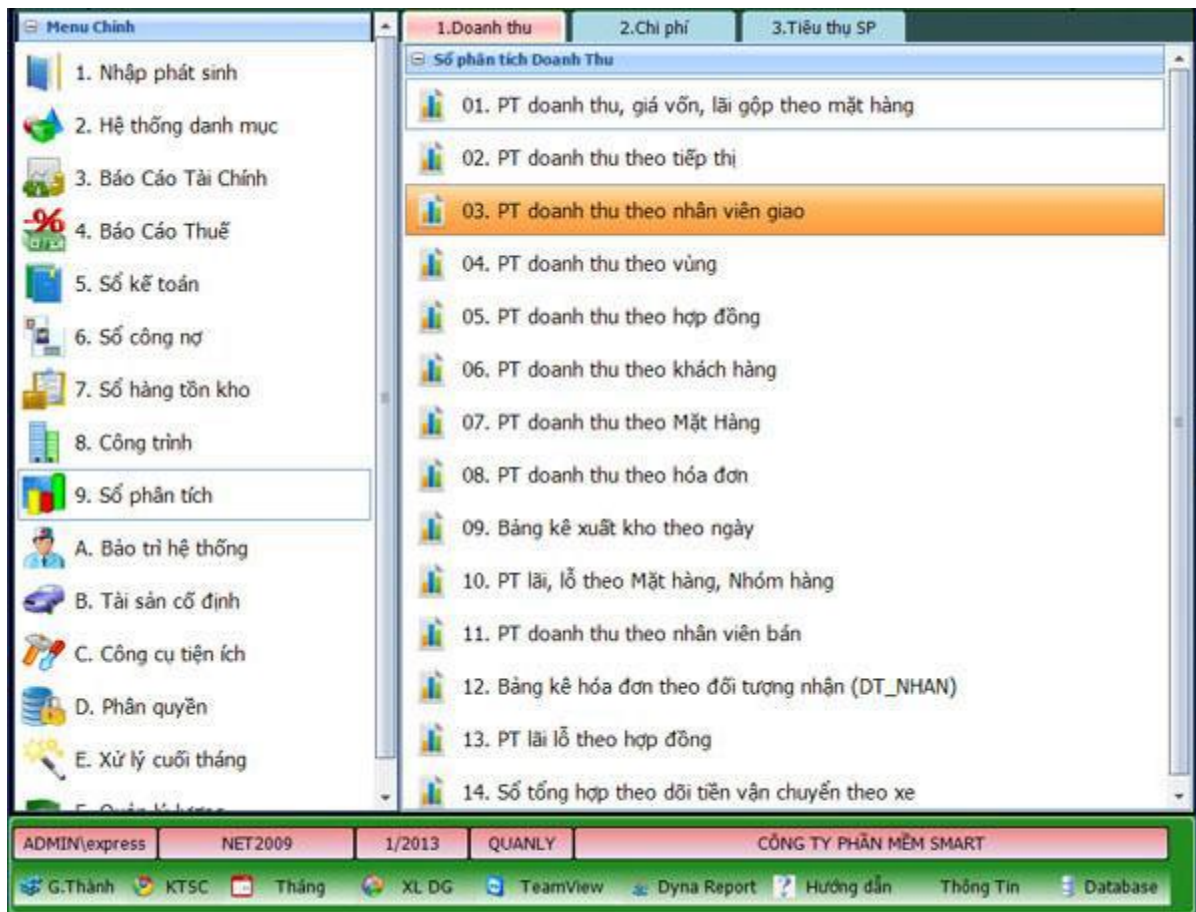 Menu Chính
1. Nhập phát sinh
2. Hệ thống danh mục
3. Báo Cáo Tài Chính
4. Báo Cáo Thuế
5. Sổ kế toán
6. Sổ công nợ
7. Sổ hàng tồn kho
8. Công trình
9. Sổ phân tích
A. Bảo trì hệ thống
B. Tài sản cố định
C. Công cụ tiện ích
D. Phân quyền
E. Xử lý cuối tháng
1.Doanh thu 2.Chi phí 3.Tiêu thụ SP
Sổ phân tích Doanh Thu
01. PT doanh thu, giá vốn, lãi gộp theo mặt hàng
02. PT doanh thu theo tiếp thị
03. PT doanh thu theo nhân viên giao
04. PT doanh thu theo vùng
05. PT doanh thu theo hợp đồng
06. PT doanh thu theo khách hàng
07. PT doanh thu theo Mặt Hàng
08. PT doanh thu theo hóa đơn
09. Bảng kê xuất kho theo ngày
10. PT lãi, lỗ theo Mặt hàng, Nhóm hàng
11. PT doanh thu theo nhân viên bán
12. Bảng kê hóa đơn theo đối tượng nhận (DT_NHAN)
13. PT lãi lỗ theo hợp đồng
14. Sổ tổng hợp theo dõi tiền vận chuyển theo xe
ADMIN\express NET2009 1/2013 QUANLY CÔNG TY PHẦN MỀM SMART
G.Thành KTSC Tháng XL DG TeamView Dyna Report Hướng dẫn Thông Tin Database